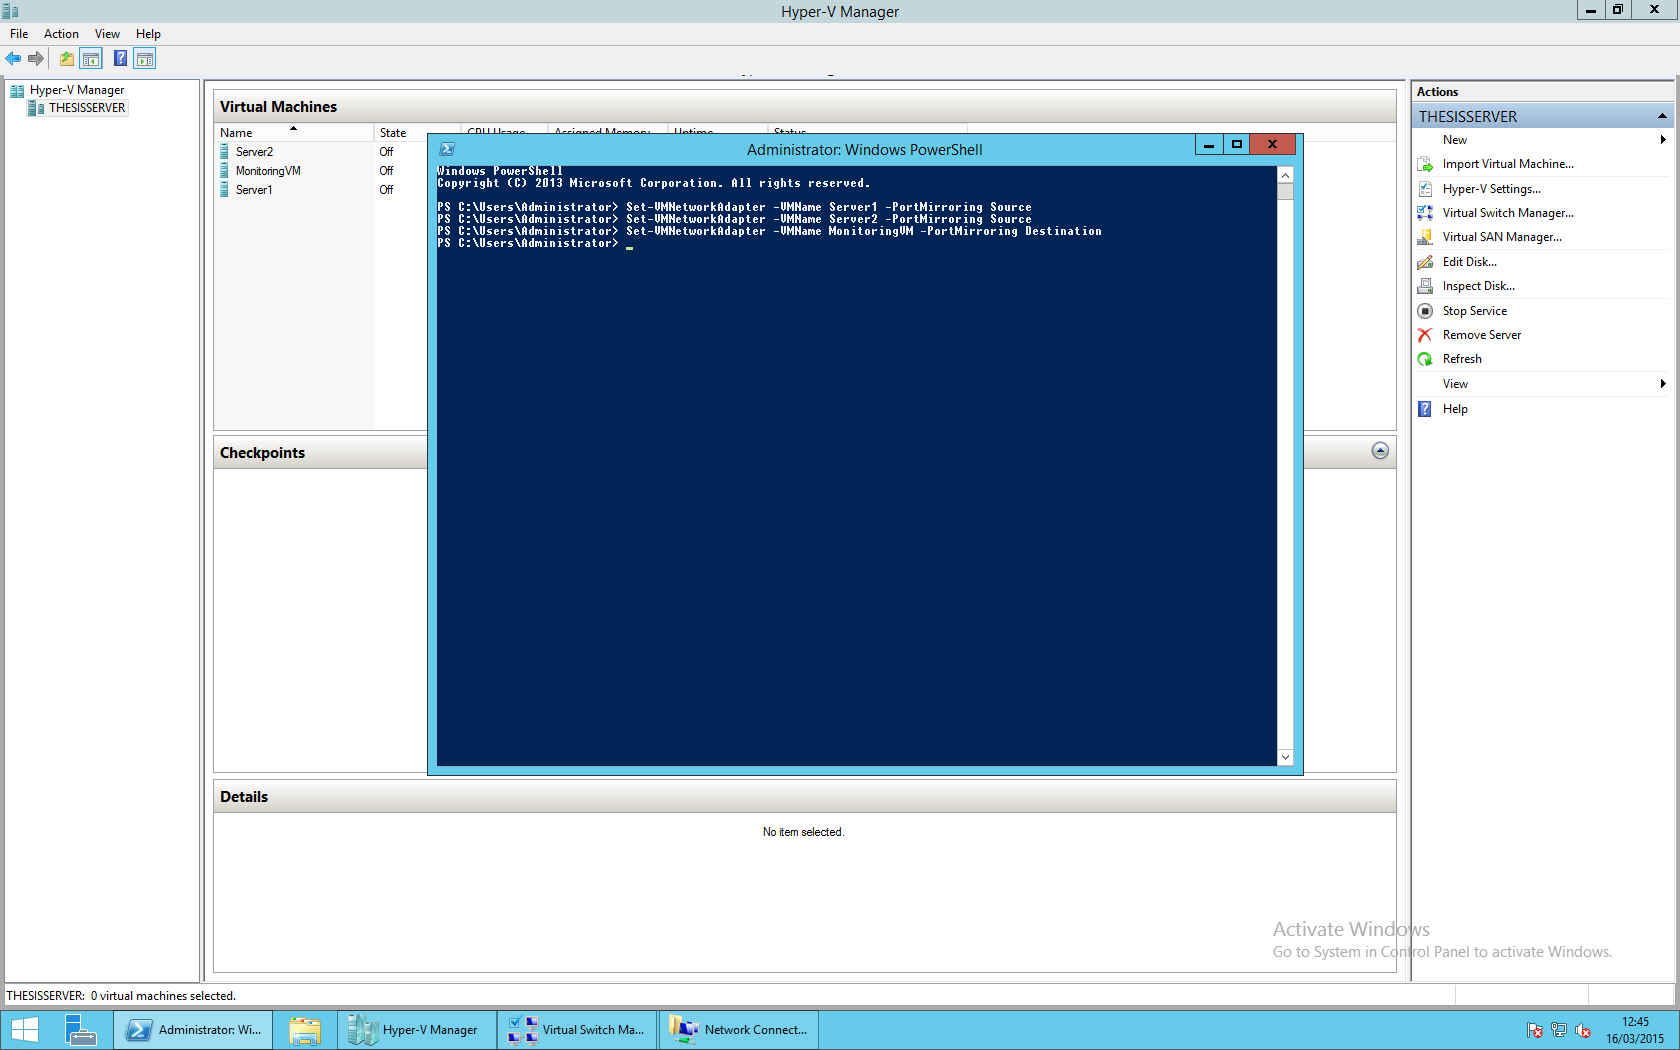 Hyper-V Manager
File Action View Help
Hyper-V Manager
THESISSERVER
Virtual Machines
Name State CPU Usage Assigned Memory Uptime Status
Server2 Off
MonitoringVM Off
Server1 Off
Administrator: Windows PowerShell
Windows PowerShell
Copyright (C) 2013 Microsoft Corporation. All rights reserved.
PS C:\Users\Administrator> Set-VMNetworkAdapter -VMName Server1 -PortMirroring Source
PS C:\Users\Administrator> Set-VMNetworkAdapter -VMName Server2 -PortMirroring Source
PS C:\Users\Administrator> Set-VMNetworkAdapter -VMName MonitoringVM -PortMirroring Destination
PS C:\Users\Administrator> _
Checkpoints
Details
No item selected.
Actions
THESISSERVER
New
Import Virtual Machine...
Hyper-V Settings...
Virtual Switch Manager...
Virtual SAN Manager...
Edit Disk...
Inspect Disk...
Stop Service
Remove Server
Refresh
View
Help
Activate Windows
Go to System in Control Panel to activate Windows.
THESISSERVER: 0 virtual machines selected.
Administrator: Wi...
Hyper-V Manager
Virtual Switch Ma...
Network Connect...
12:45
16/03/2015